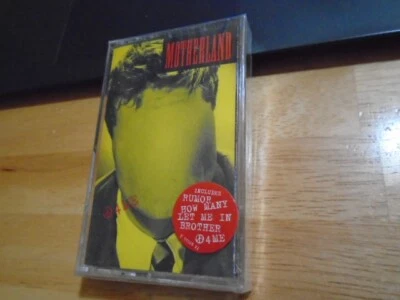 MOTHERLAND
INCLUDES
RUMOR
HOW MANY
LET ME IN
BROTHER
4ME